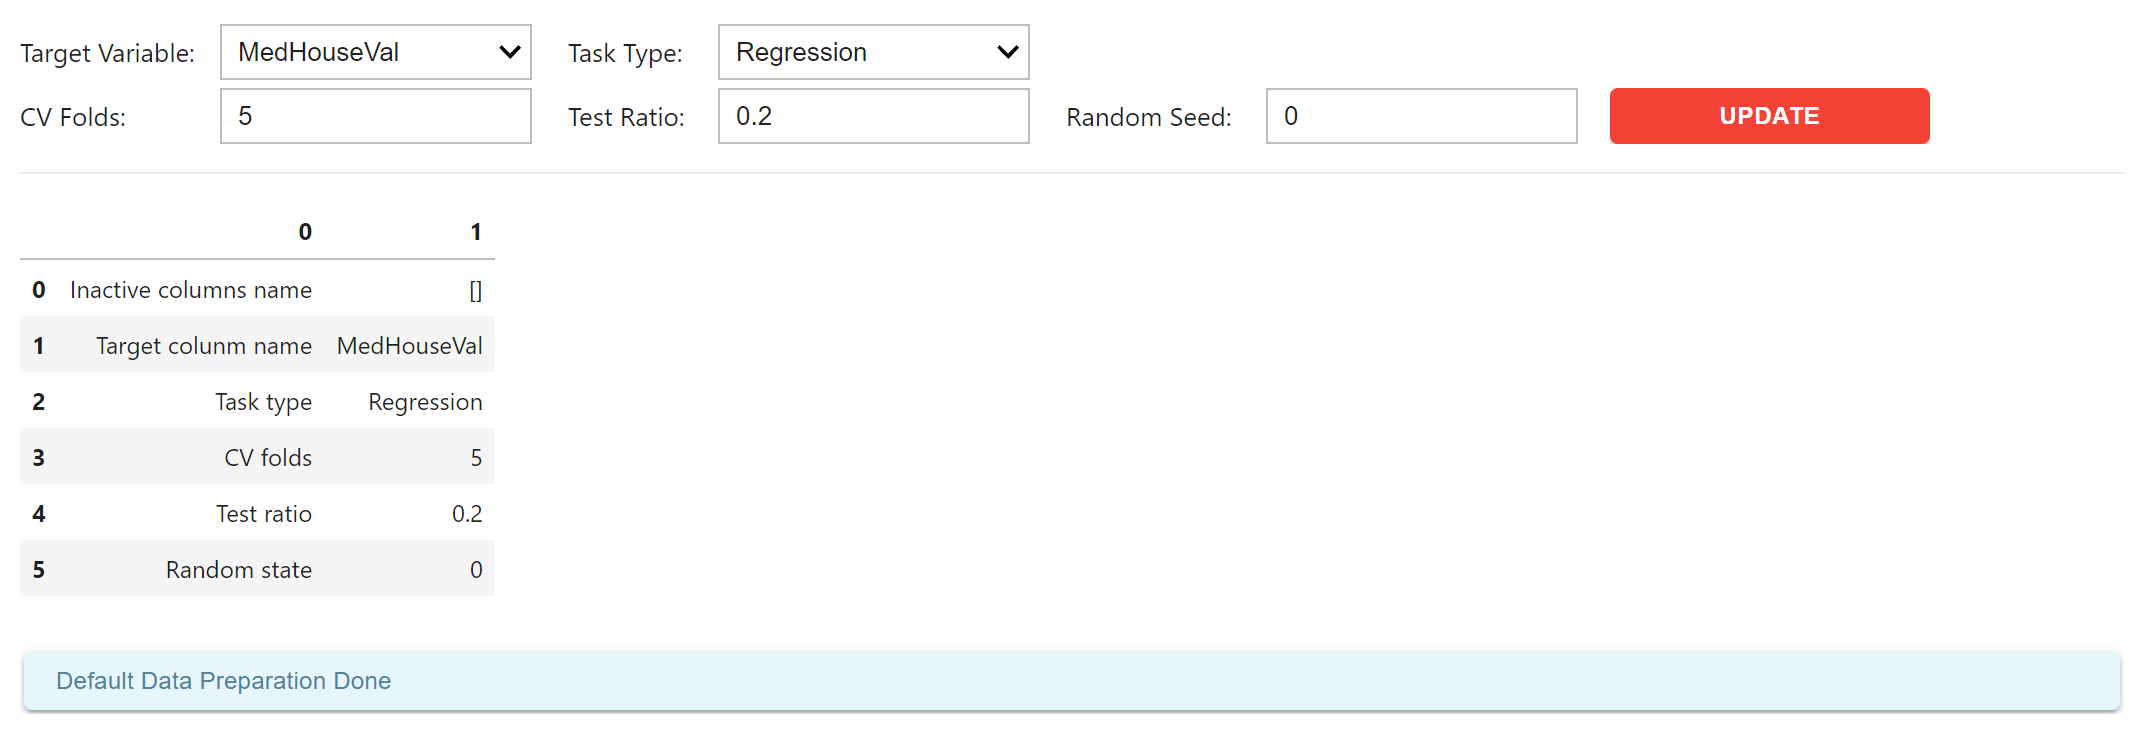 Target Variable: MedHouseVal Task Type: Regression
CV Folds: 5 Test Ratio: 0.2 Random Seed: 0 UPDATE
0 1
0 Inactive columns name []
1 Target colunm name MedHouseVal
2 Task type Regression
3 CV folds 5
4 Test ratio 0.2
5 Random state 0
Default Data Preparation Done